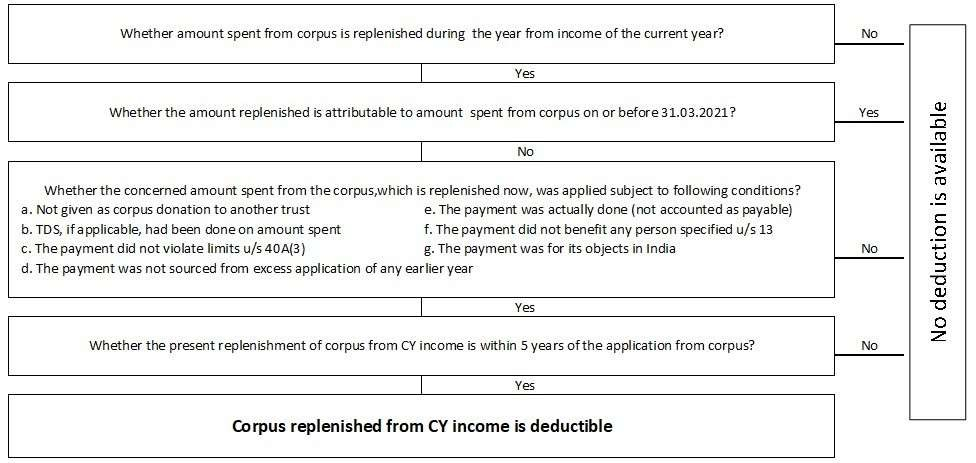 Whether amount spent from corpus is replenished during the year from income of the current year?
No
Yes
Whether the amount replenished is attributable to amount spent from corpus on or before 31.03.2021?
Yes
No
Whether the concerned amount spent from the corpus,which is replenished now, was applied subject to following conditions?
a. Not given as corpus donation to another trust
e. The payment was actually done (not accounted as payable)
b. TDS, if applicable, had been done on amount spent
f. The payment did not benefit any person specified u/s 13
c. The payment did not violate limits u/s 40A(3)
g. The payment was for its objects in India
d. The payment was not sourced from excess application of any earlier year
No
Yes
Whether the present replenishment of corpus from CY income is within 5 years of the application from corpus?
No
Yes
Corpus replenished from CY income is deductible
No deduction is available